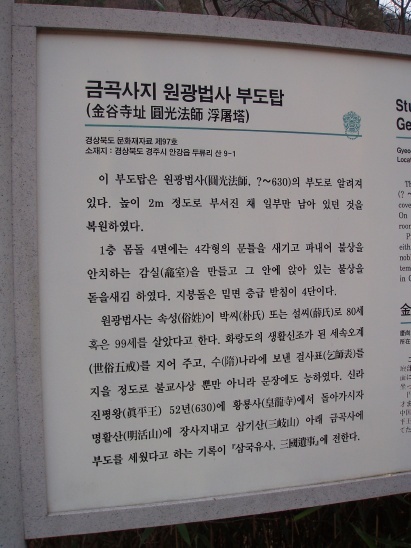 금곡사지 원광법사 부도탑
(金谷寺址 圓光法師 浮屠塔)
경상북도 문화재자료 제97호
소재지 : 경상북도 경주시 안강읍 두류리 산 9-1
이 부도탑은 원광법사(圓光法師, ?~630)의 부도로 알려져
있다. 높이 2m 정도로 부서진 채 일부만 남아 있던 것을
복원하였다.
1층 몸돌 4면에는 4각형의 문틀을 새기고 파내어 불상을
안치하는 감실(龕室)을 만들고 그 안에 앉아 있는 불상을
돋을새김 하였다. 지붕돌은 밑면 층급 받침이 4단이다.
원광법사는 속성(俗姓)이 박씨(朴氏) 또는 설씨(薛氏)로 80세
혹은 99세를 살았다고 한다. 화랑도의 생활신조가 된 세속오계
(世俗五戒)를 지어 주고, 수(隋)나라에 보낸 걸사표(乞師表)를
지을 정도로 불교사상 뿐만 아니라 문장에도 능하였다. 신라
진평왕(眞平王) 52년(630)에 황룡사(皇龍寺)에서 돌아가시자
명활산(明活山)에 장사지내고 삼기산(三岐山) 아래 금곡사에
부도를 세웠다고 하는 기록이 『삼국유사, 三國遺事』에 전한다.
Stu
Ge
Gyeo
Loca